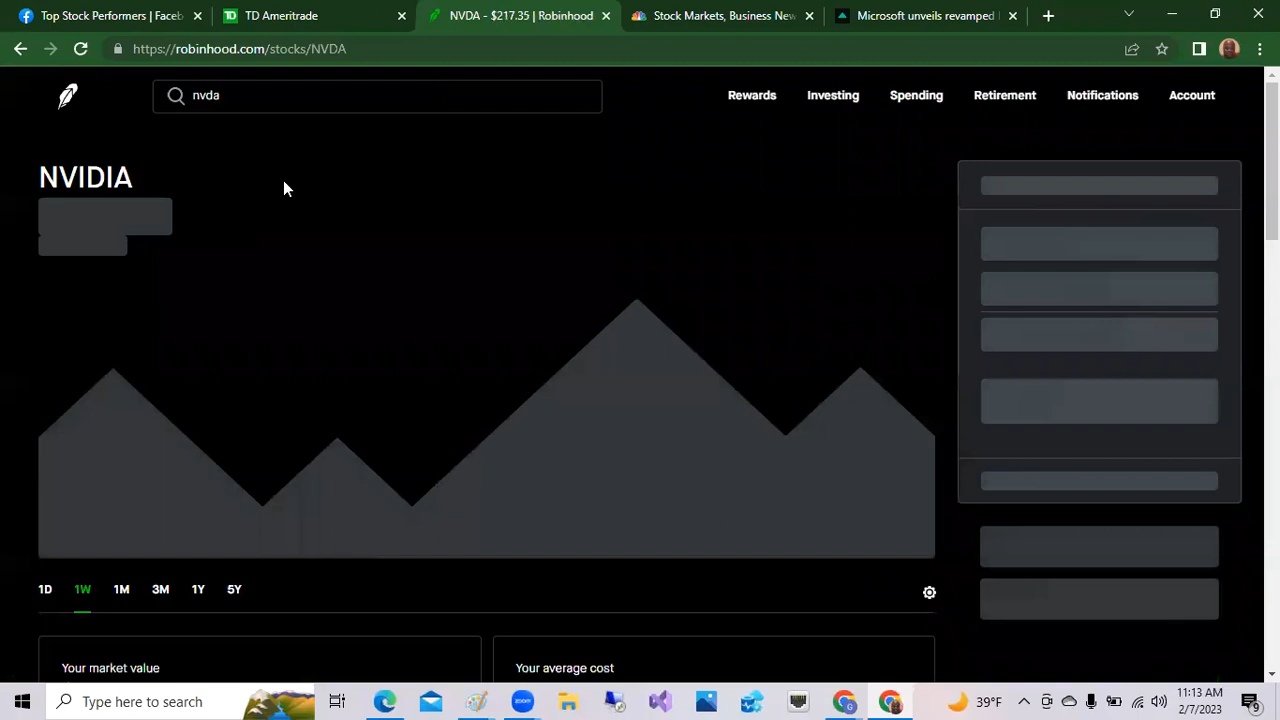 Top Stock Performers | Faceb
TD Ameritrade
NVDA - $217.35 | Robinhood
Stock Markets, Business New
Microsoft unveils revamped
https://robinhood.com/stocks/NVDA
nvda
Rewards
Investing
Spending
Retirement
Notifications
Account
NVIDIA
1D
1W
1M
3M
1Y
5Y
Your market value
Your average cost
Type here to search
zoom
39°F
11:13 AM
2/7/2023
9